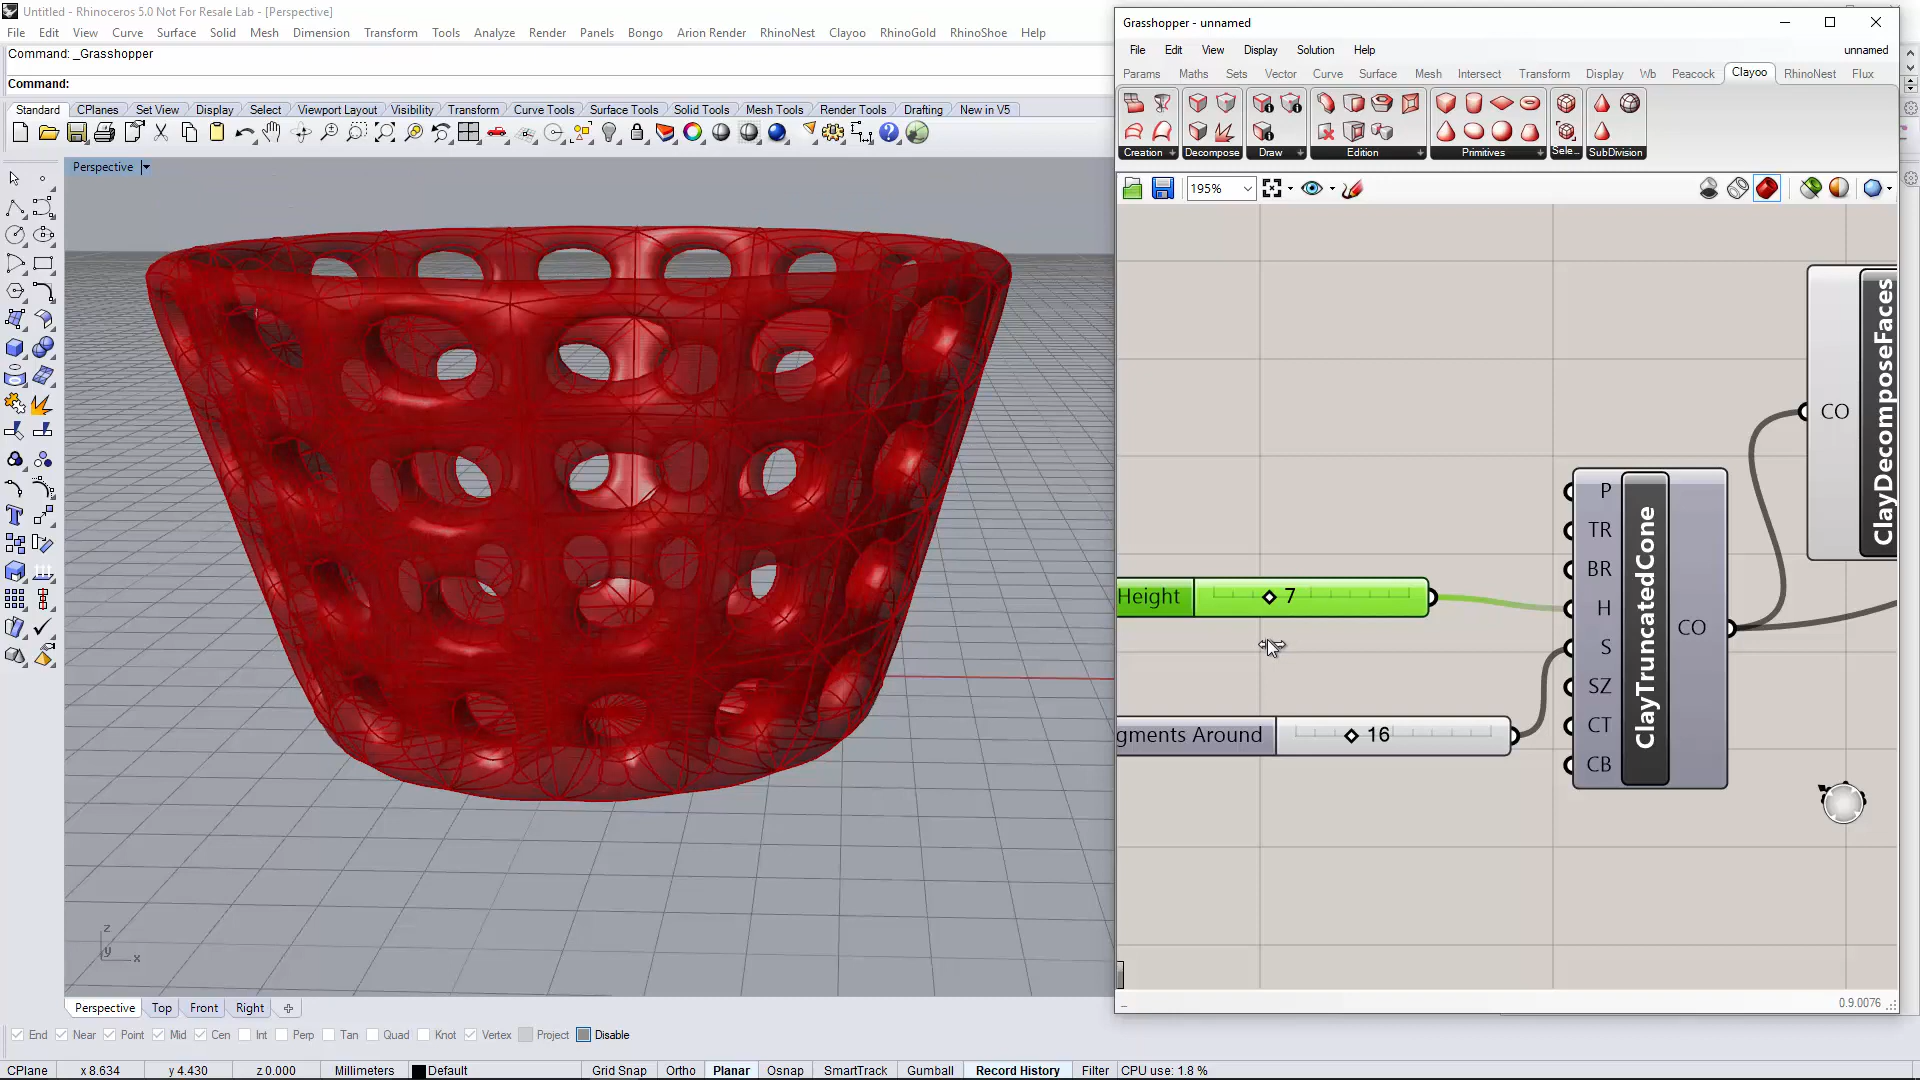 Untitled - Rhinoceros 5.0 Not For Resale Lab - [Perspective]
File Edit View Curve Surface Solid Mesh Dimension Transform Tools Analyze Render Panels Bongo Arion Render RhinoNest Clayoo RhinoGold RhinoShoe Help
Command: _Grasshopper
Command:
Standard CPlanes Set View Display Select Viewport Layout Visibility Transform Curve Tools Surface Tools Solid Tools Mesh Tools Render Tools Drafting New in V5
Perspective
z
y
x
Perspective Top Front Right
End Near Point Mid Cen Int Perp Tan Quad Knot Vertex Project Disable
CPlane x 8.634 y 4.430 z 0.000 Millimeters Default Grid Snap Ortho Planar Osnap SmartTrack Gumball Record History Filter CPU use: 1.8 %
Grasshopper - unnamed
File Edit View Display Solution Help unnamed
Params Maths Sets Vector Curve Surface Mesh Intersect Transform Display Wb Peacock Clayoo RhinoNest Flux
Creation Decompose Draw Edition Primitives Sele... SubDivision
195%
CO
ClayDecomposeFaces
P
TR
BR
H
S
SZ
CT
CB
ClayTruncatedCone
CO
Height 7
gments Around 16
0.9.0076